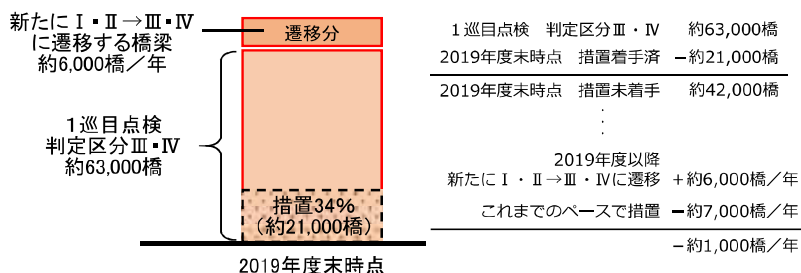 新たにⅠ・Ⅱ→Ⅲ・Ⅳ
に遷移する橋梁
約6,000橋／年
遷移分
1巡目点検
判定区分Ⅲ・Ⅳ
約63,000橋
措置34%
（約21,000橋）
2019年度末時点
1巡目点検　判定区分Ⅲ・Ⅳ　約63,000橋
2019年度末時点　措置着手済　−約21,000橋
2019年度末時点　措置未着手　約42,000橋
・
・
・
2019年度以降
新たにⅠ・Ⅱ→Ⅲ・Ⅳに遷移　＋約6,000橋／年
これまでのペースで措置　−約7,000橋／年
−約1,000橋／年